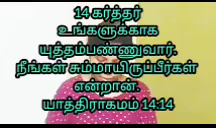 14 கர்த்தர்
உங்களுக்காக
யுத்தம்பண்ணுவார்.
நீங்கள் சும்மாயிருப்பீர்கள்
என்றான்.
யாத்திராகமம் 14:14